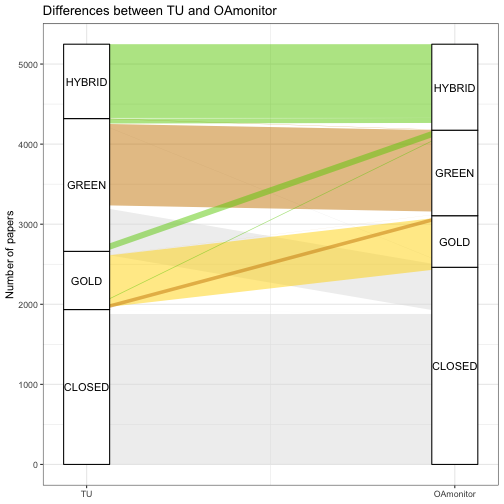 Differences between TU and OAmonitor
Number of papers
5000
4000
3000
2000
1000
0
HYBRID
GREEN
GOLD
CLOSED
HYBRID
GREEN
GOLD
CLOSED
TU
OAmonitor